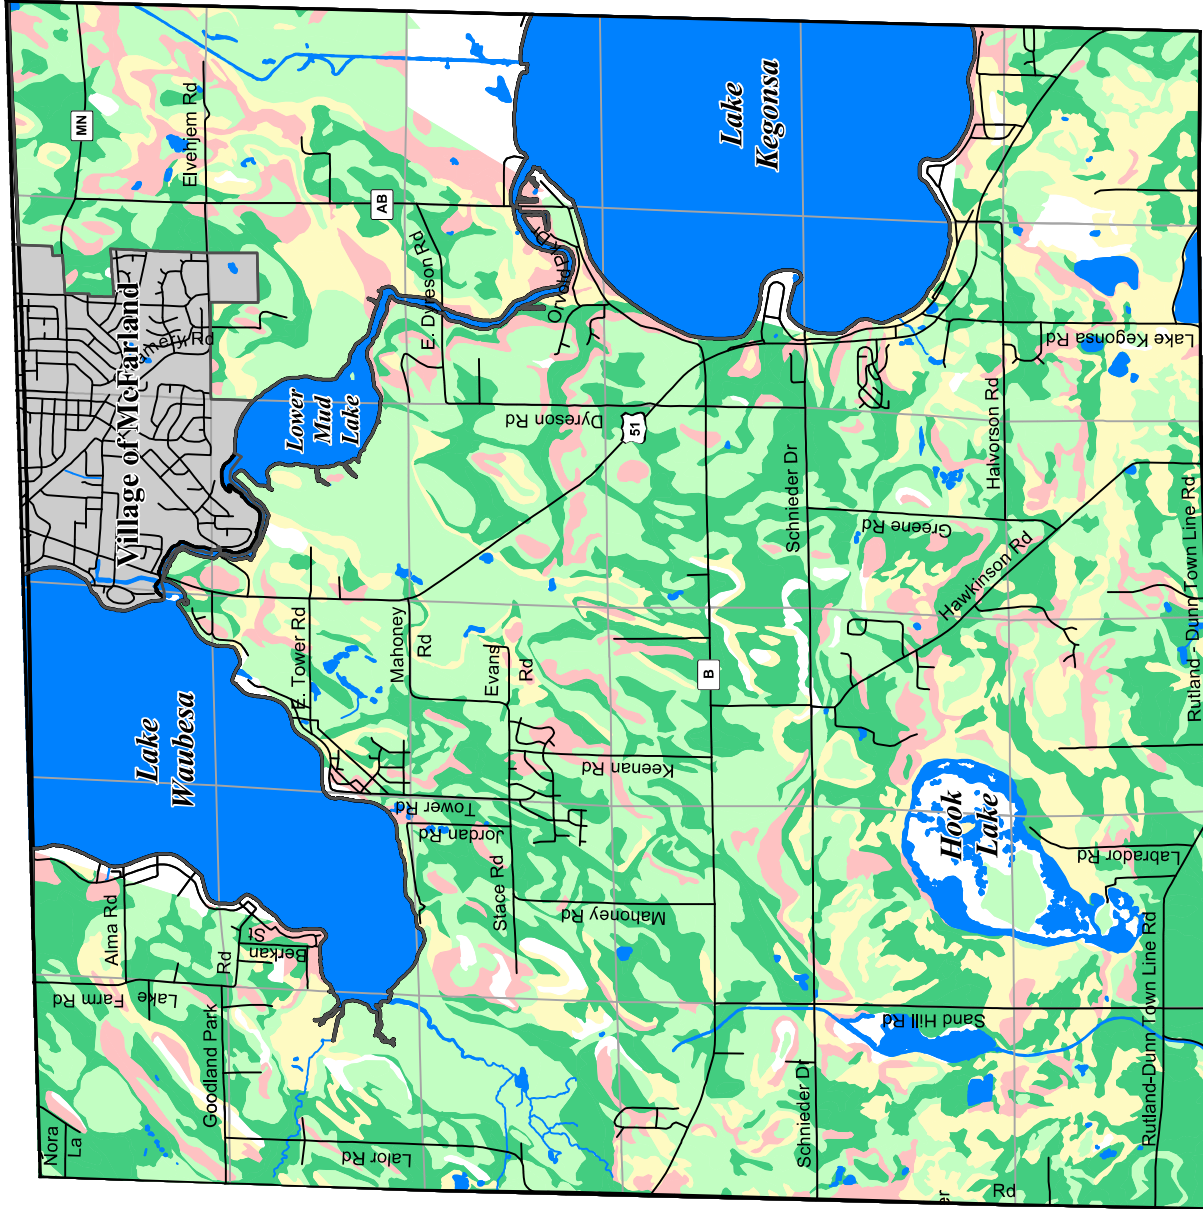 MN
Elvehjem Rd
Lake
Kegonsa
AB
E. Dyreson Rd
Village of McFarland
Lower
Mud
Lake
Lake Kegonsa Rd
Dyreson Rd
51
Halvorson Rd
Schnieder Dr
Greene Rd
Hawkinson Rd
Rutland - Dunn Town Line Rd
E. Tower Rd
Mahoney
Rd
Evans
Rd
B
Lake
Waubesa
Keenan Rd
Tower Rd
Jordan Rd
Hook
Lake
Labrador Rd
Stace Rd
Mahoney Rd
Alma Rd
Berkan
St
Lake Farm Rd
Goodland Park
Rd
Sand Hill Rd
Rutland-Dunn Town Line Rd
Schnieder Dr
Nora
La
Lalor Rd
Rd